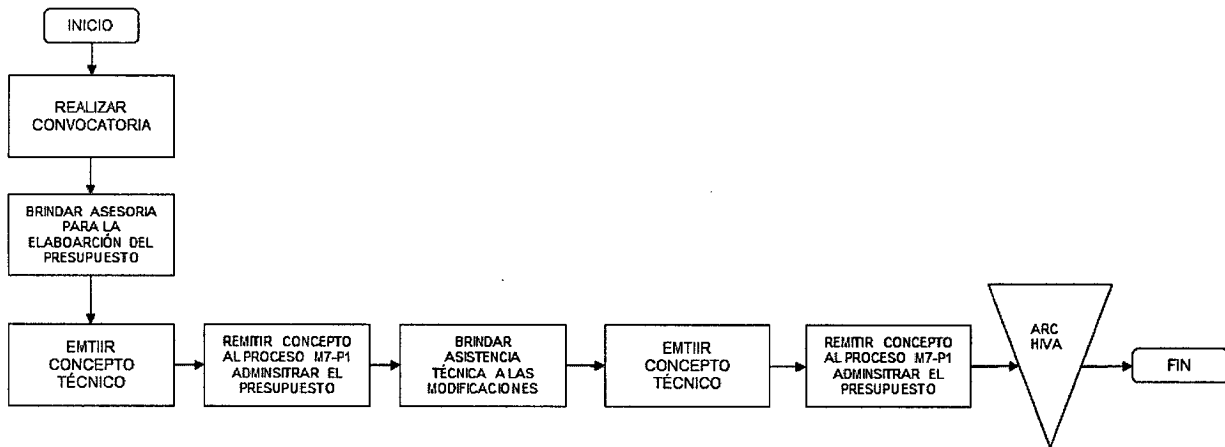 INICIO
REALIZAR
CONVOCATORIA
BRINDAR ASESORIA
PARA LA
ELABOARCIÓN DEL
PRESUPUESTO
EMTIIR
CONCEPTO
TÉCNICO
REMITIR CONCEPTO
AL PROCESO M7-P1
ADMINSITRAR EL
PRESUPUESTO
BRINDAR
ASISTENCIA
TÉCNICA A LAS
MODIFICACIONES
EMTIIR
CONCEPTO
TÉCNICO
REMITIR CONCEPTO
AL PROCESO M7-P1
ADMINSITRAR EL
PRESUPUESTO
ARC
HIVA
FIN